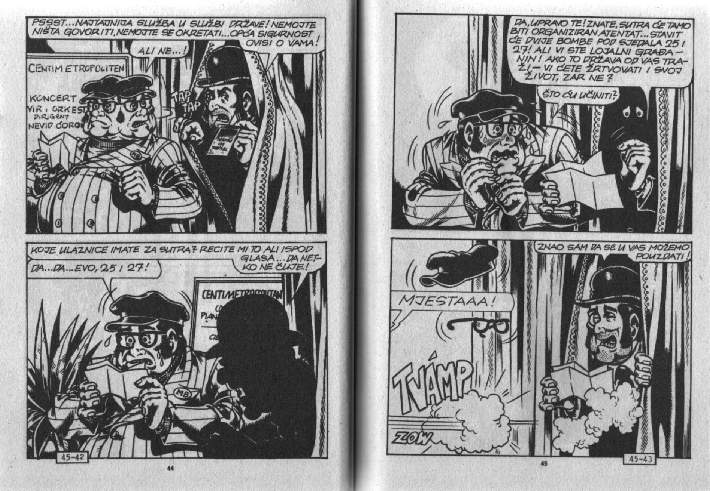 PSSST...NAJTAJNIJA SLUŽBA U SLUŽBI DRŽAVE! NEMOJTE
NIŠTA GOVORITI, NEMOJTE SE OKRETATI...OPĆA SIGURNOST
OVISI O VAMA!
ALI NE...!
CENTIMETROPOLITEN
KONCERT
DIRIGENT
TAP
TAP
KOJE ULAZNICE IMATE ZA SUTRA? RECITE MI TO ALI ISPOD
GLASA...DA NET-
KO NE ČUJE!
DA...DA...EVO, 25 I 27!
45-42
44
DA, UPRAVO TE! ZNATE, SUTRA ĆE TAMO
BITI ORGANIZIRAN ATENTAT...STAVIT
ĆE DVIJE BOMBE POD SJEDALA 25 I
27! ALI VI STE LOJALNI GRAĐA-
NIN! AKO TO DRŽAVA OD VAS TRA-
ŽI — VI ĆETE ŽRTVOVATI I SVOJ
ŽIVOT, ZAR NE?
ŠTO ĆU UČINITI?
ZNAO SAM DA SE U VAS MOŽEMO
POUZDATI!
MJESTAAA!
TVÁMP
45-43
45